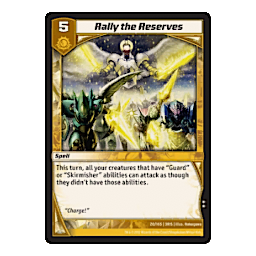 5
Rally the Reserves
Spell
This turn, all your creatures that have "Guard"
or "Skirmisher" abilities can attack as though
they didn't have those abilities.
"Charge!"